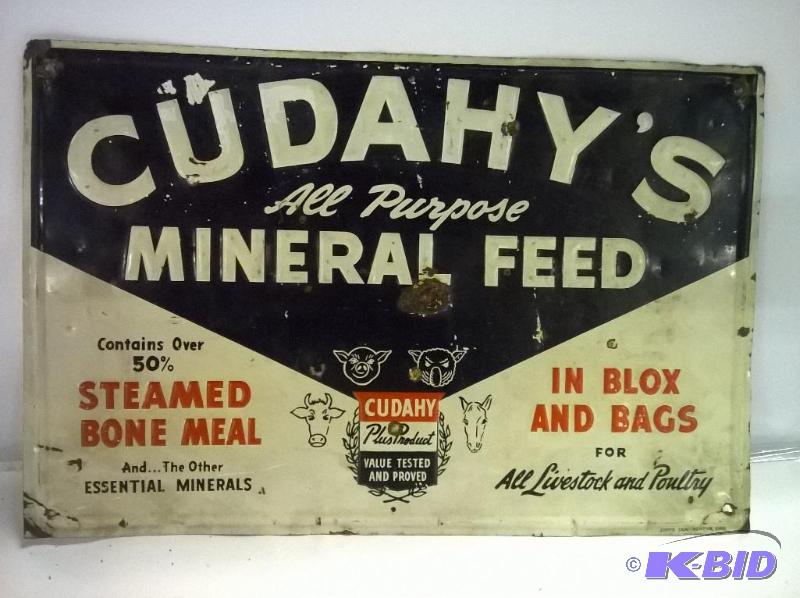 CUDAHY'S
All Purpose
MINERAL FEED
Contains Over
50%
STEAMED
BONE MEAL
And...The Other
ESSENTIAL MINERALS
CUDAHY
Plus Product
VALUE TESTED
AND PROVED
IN BLOX
AND BAGS
FOR
All Livestock and Poultry
© K-BID